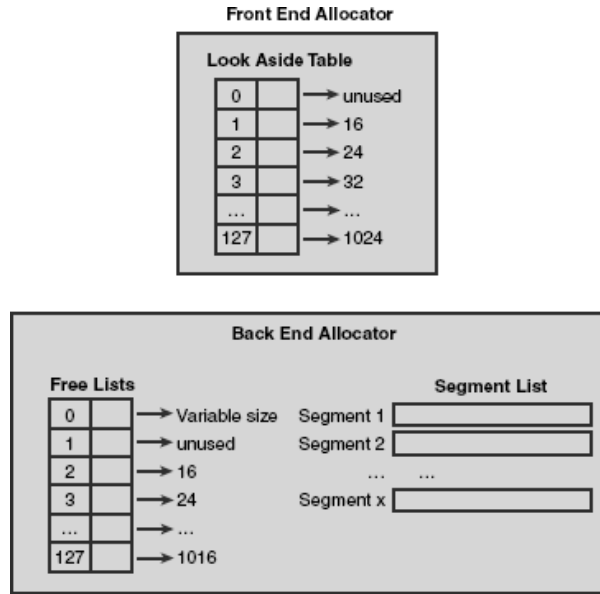 Front End Allocator
Look Aside Table
0 unused
1 16
2 24
3 32
... ...
127 1024
Back End Allocator
Free Lists
0 Variable size
1 unused
2 16
3 24
... ...
127 1016
Segment List
Segment 1
Segment 2
... ...
Segment x